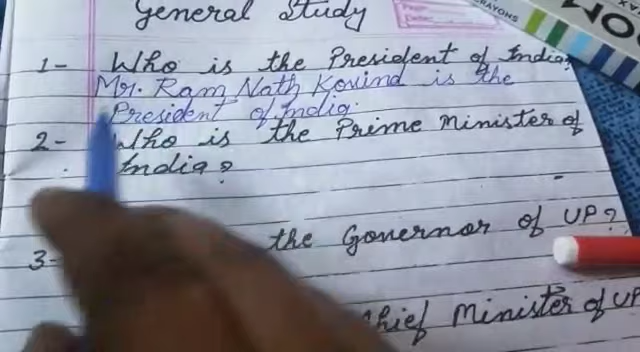 General Study
1- Who is the President of India?
Mr. Ram Nath Kovind is the
President of India.
2- Who is the Prime Minister of
India?
3- the Governor of UP?
Chief Minister of UP
CRAYONS